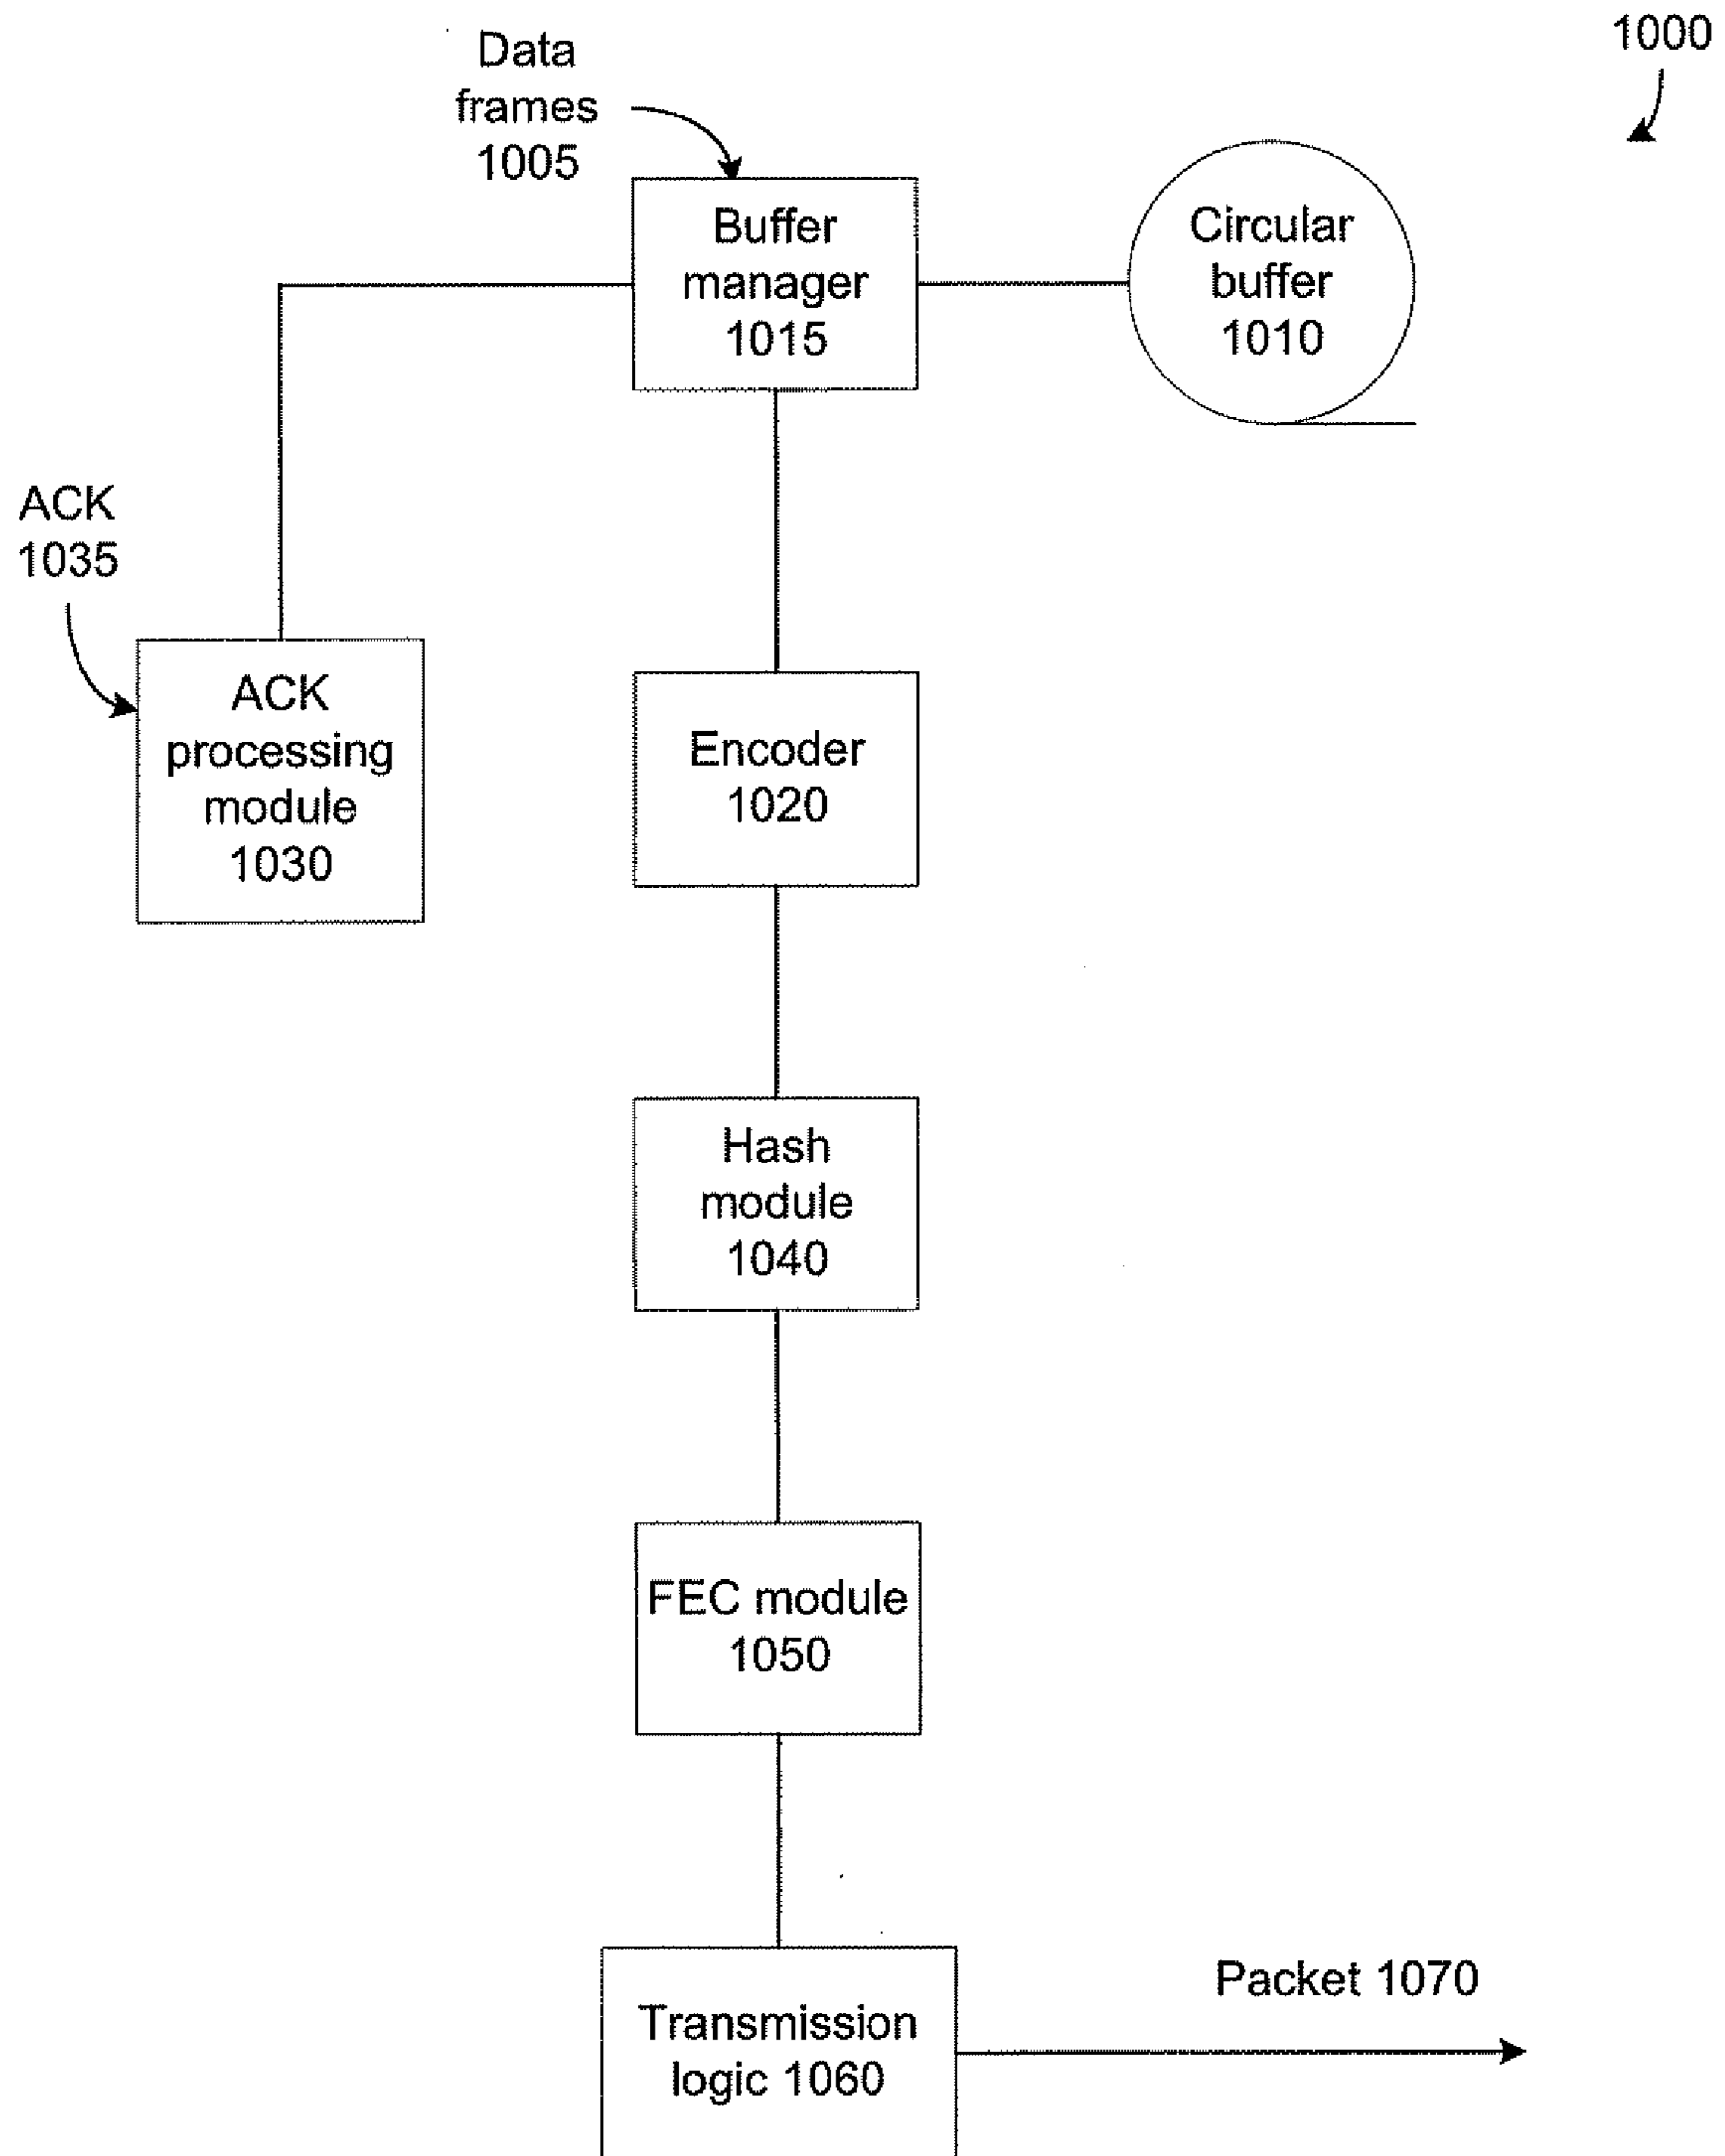 1000
Data
frames
1005
Buffer
manager
1015
Circular
buffer
1010
ACK
1035
ACK
processing
module
1030
Encoder
1020
Hash
module
1040
FEC module
1050
Transmission
logic 1060
Packet 1070